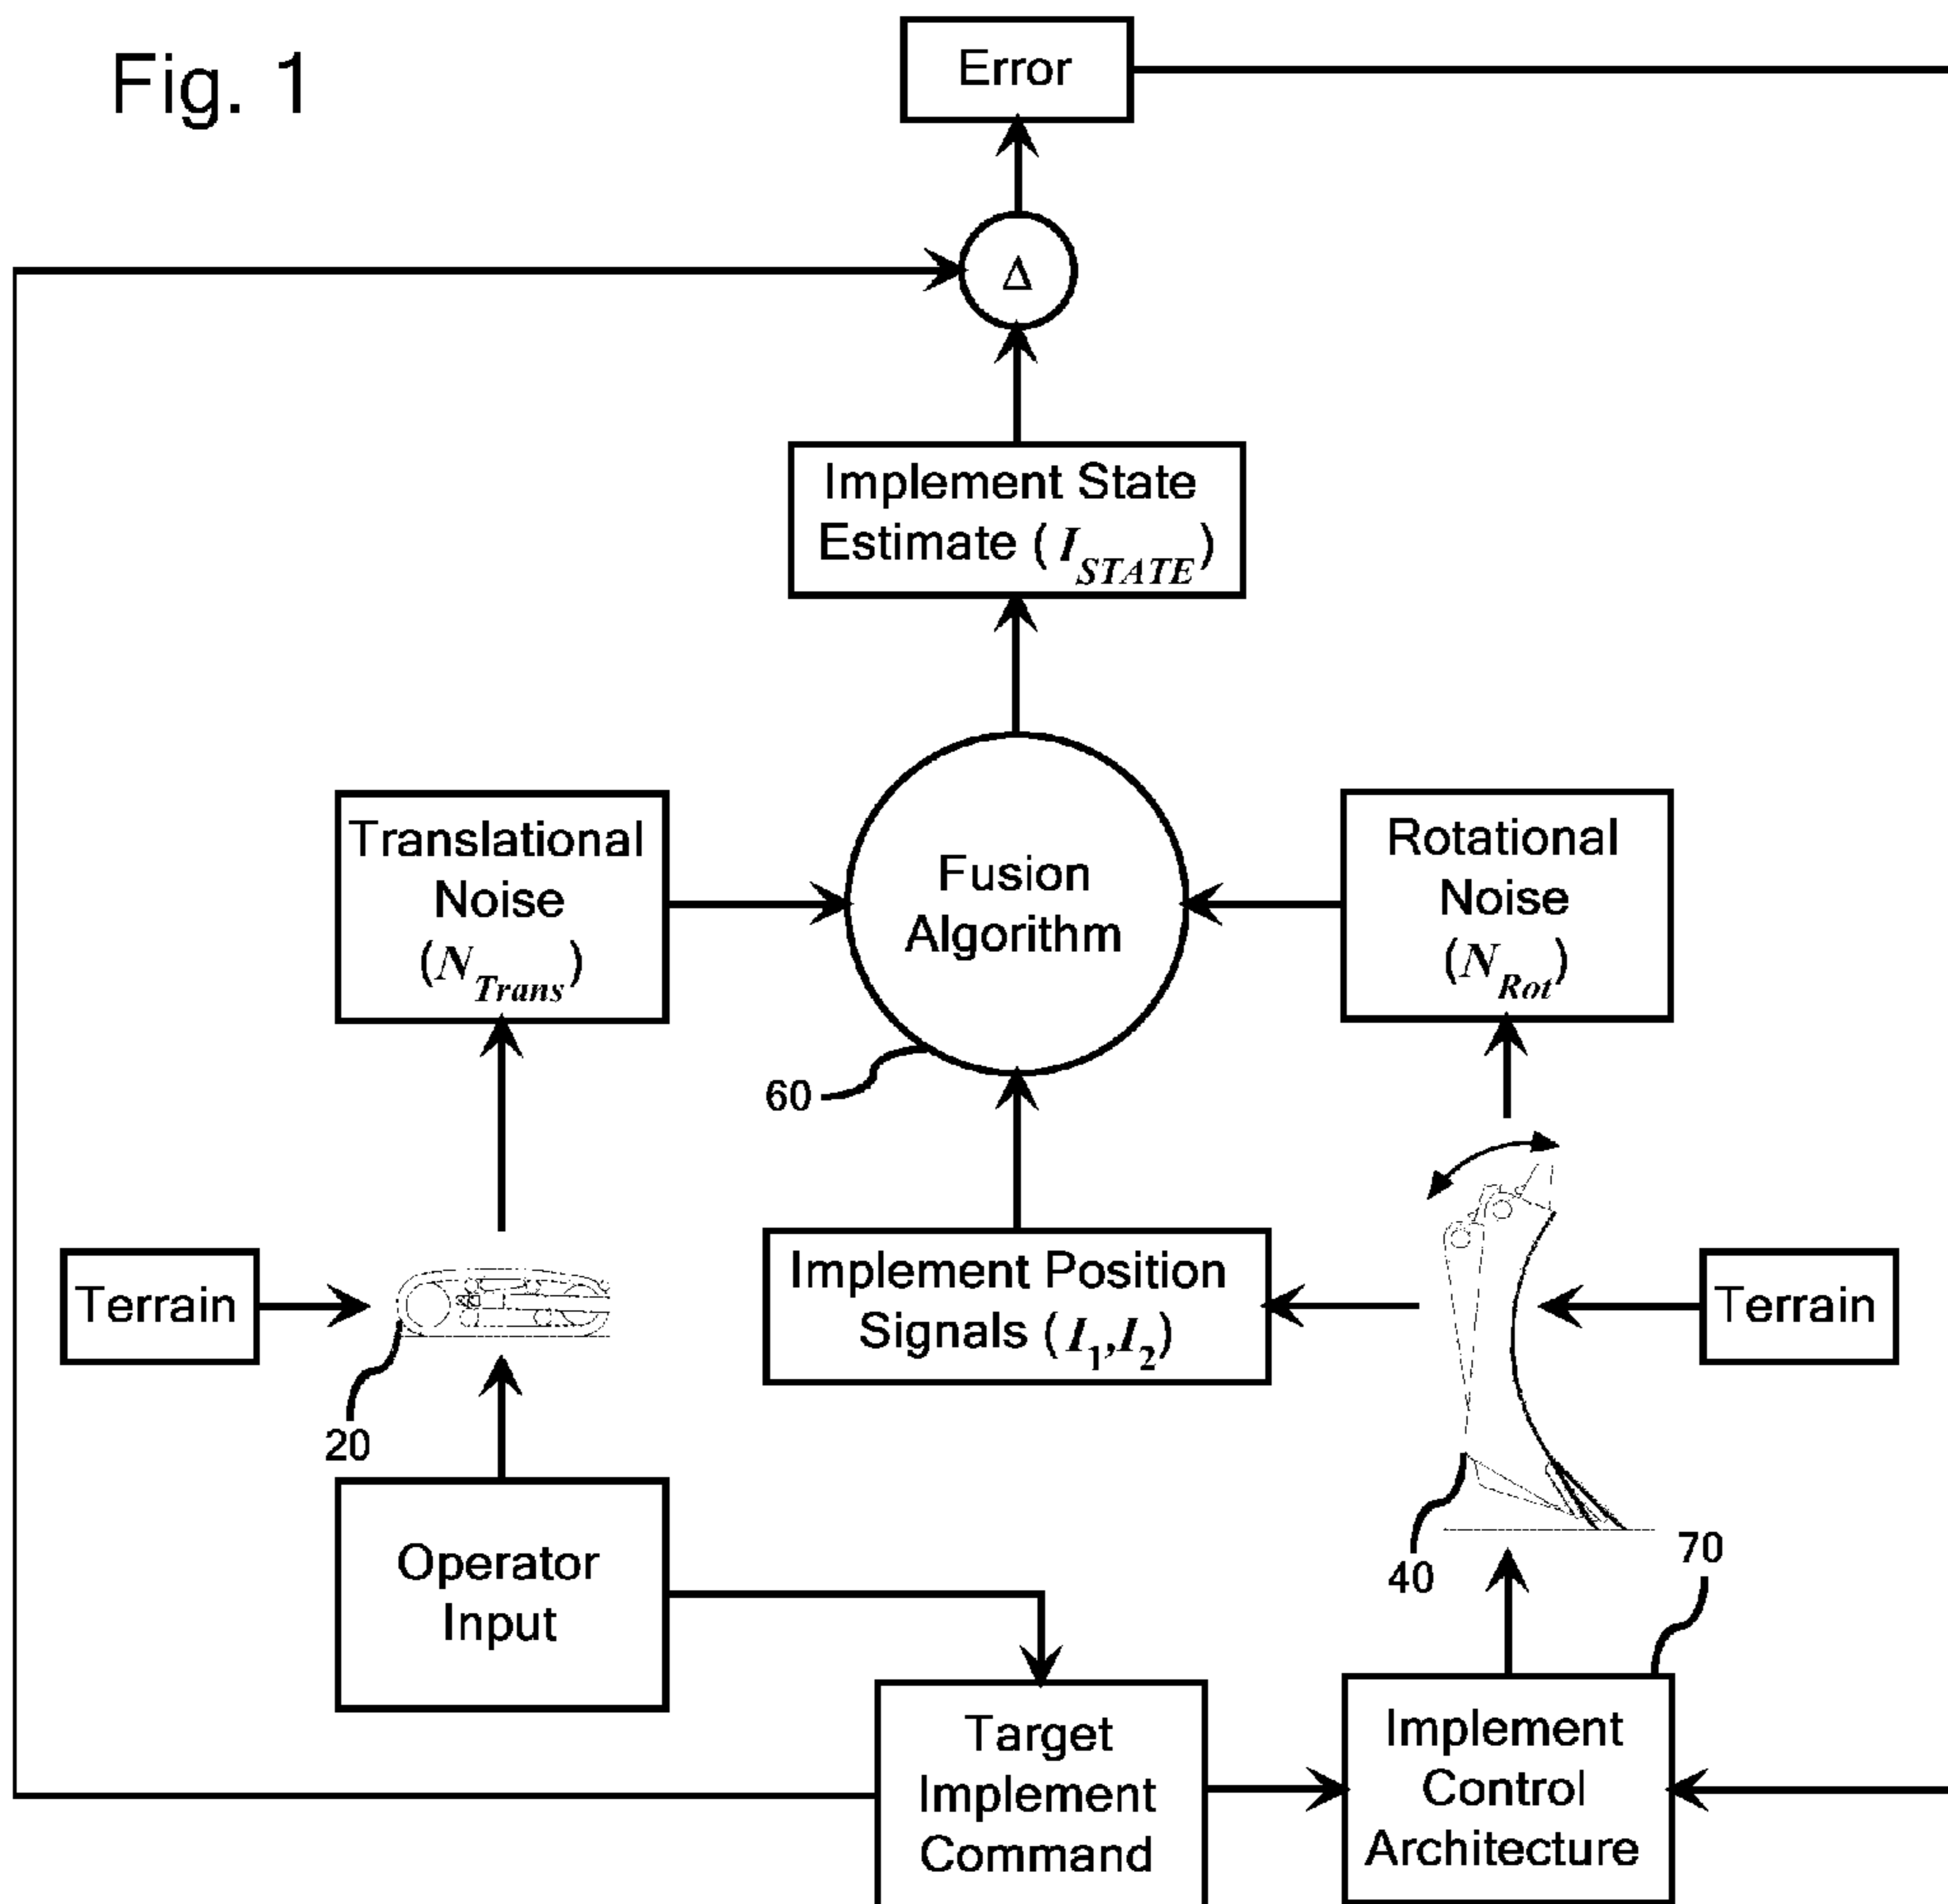 Fig. 1
Error
Δ
Implement State
Estimate (I_STATE)
Translational
Noise
(N_Trans)
Fusion
Algorithm
Rotational
Noise
(N_Rot)
60
Terrain
Implement Position
Signals (I_1,I_2)
Terrain
20
40
70
Operator
Input
Target
Implement
Command
Implement
Control
Architecture